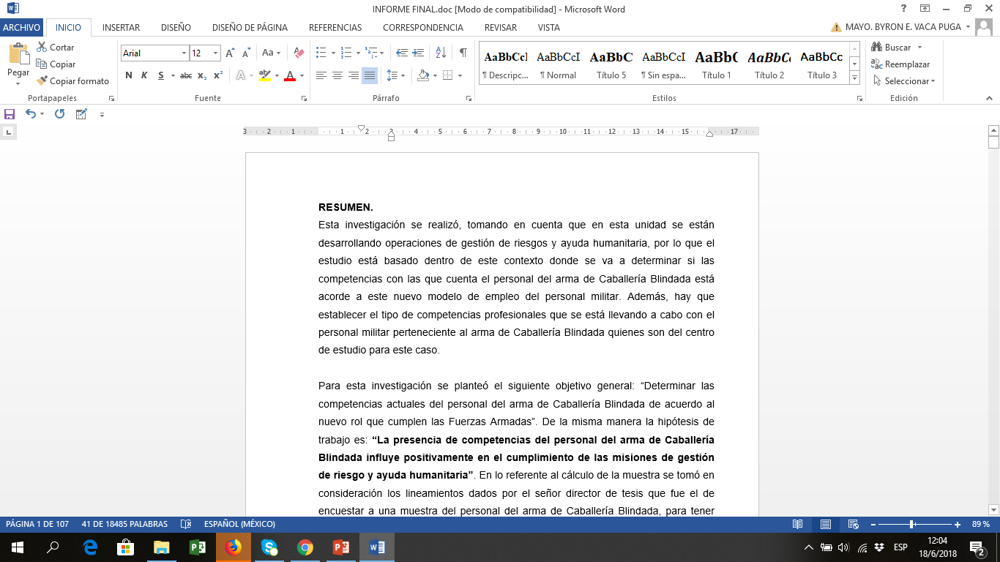 INFORME FINAL.doc [Modo de compatibilidad] - Microsoft Word
ARCHIVO INICIO INSERTAR DISEÑO DISEÑO DE PÁGINA REFERENCIAS CORRESPONDENCIA REVISAR VISTA MAYO. BYRON E. VACA PUGA
Pegar
Cortar
Copiar
Copiar formato
Portapapeles
Arial 12
N K S abc x₂ x²
Fuente
Párrafo
AaBbCcI AaBbCcI AaBbC AaBbCcI AaBb( AaBbCc AaBbCc
¶ Descripc... ¶ Normal Título 5 ¶ Sin espa... Título 1 Título 2 Título 3
Estilos
Buscar
Reemplazar
Seleccionar
Edición
3 2 1 1 2 3 4 5 6 7 8 9 10 11 12 13 14 15 17
RESUMEN.
Esta investigación se realizó, tomando en cuenta que en esta unidad se están
desarrollando operaciones de gestión de riesgos y ayuda humanitaria, por lo que el
estudio está basado dentro de este contexto donde se va a determinar si las
competencias con las que cuenta el personal del arma de Caballería Blindada está
acorde a este nuevo modelo de empleo del personal militar. Además, hay que
establecer el tipo de competencias profesionales que se está llevando a cabo con el
personal militar perteneciente al arma de Caballería Blindada quienes son del centro
de estudio para este caso.
Para esta investigación se planteó el siguiente objetivo general: “Determinar las
competencias actuales del personal del arma de Caballería Blindada de acuerdo al
nuevo rol que cumplen las Fuerzas Armadas”. De la misma manera la hipótesis de
trabajo es: “La presencia de competencias del personal del arma de Caballería
Blindada influye positivamente en el cumplimiento de las misiones de gestión
de riesgo y ayuda humanitaria”. En lo referente al cálculo de la muestra se tomó en
consideración los lineamientos dados por el señor director de tesis que fue el de
encuestar a una muestra del personal del arma de Caballería Blindada, para tener
PÁGINA 1 DE 107 41 DE 18485 PALABRAS ESPAÑOL (MÉXICO) 89 %
ESP
12:04
18/6/2018
2